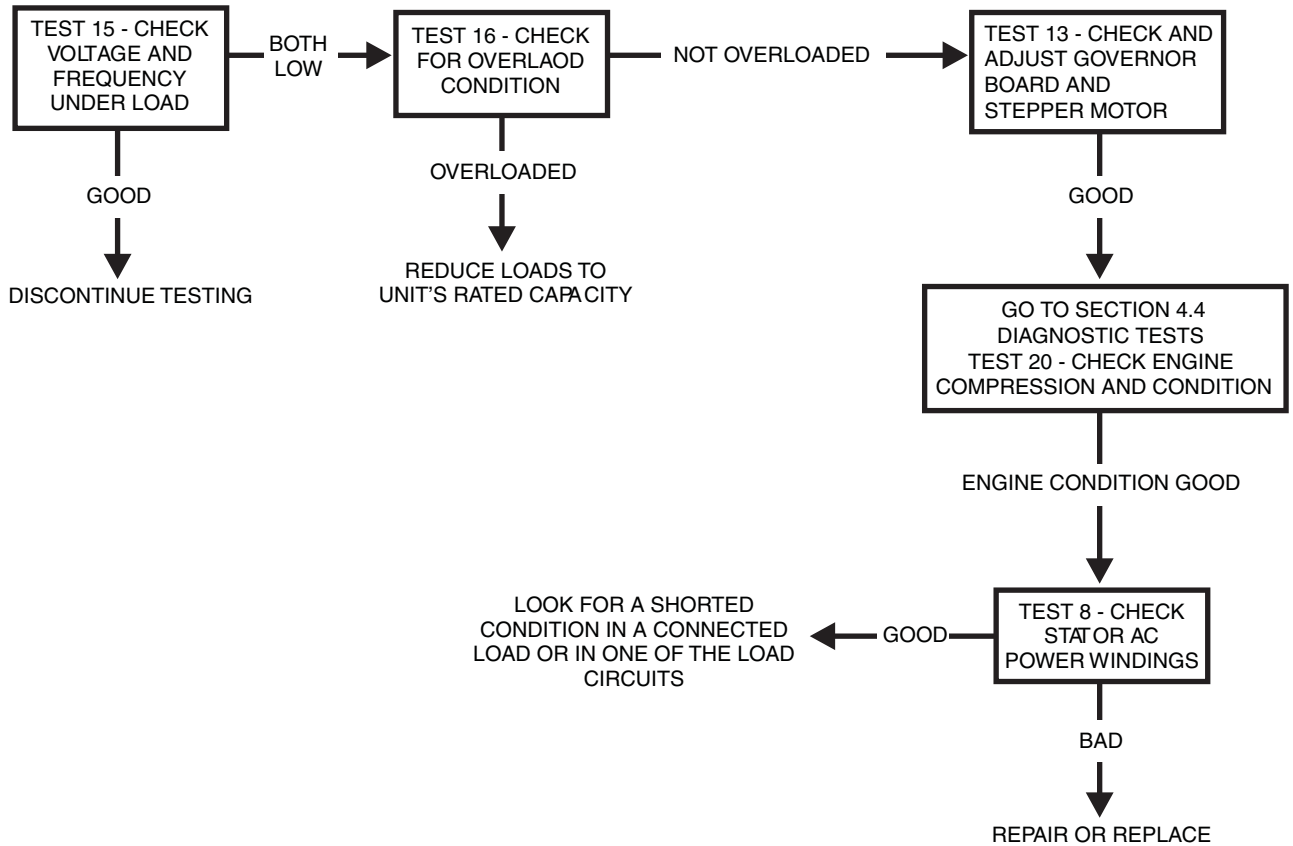 TEST 15 - CHECK
VOLTAGE AND
FREQUENCY
UNDER LOAD
BOTH
LOW
TEST 16 - CHECK
FOR OVERLAOD
CONDITION
NOT OVERLOADED
TEST 13 - CHECK AND
ADJUST GOVERNOR
BOARD AND
STEPPER MOTOR
GOOD
DISCONTINUE TESTING
OVERLOADED
REDUCE LOADS TO
UNIT'S RATED CAPACITY
GOOD
GO TO SECTION 4.4
DIAGNOSTIC TESTS
TEST 20 - CHECK ENGINE
COMPRESSION AND CONDITION
ENGINE CONDITION GOOD
TEST 8 - CHECK
STATOR AC
POWER WINDINGS
GOOD
LOOK FOR A SHORTED
CONDITION IN A CONNECTED
LOAD OR IN ONE OF THE LOAD
CIRCUITS
BAD
REPAIR OR REPLACE